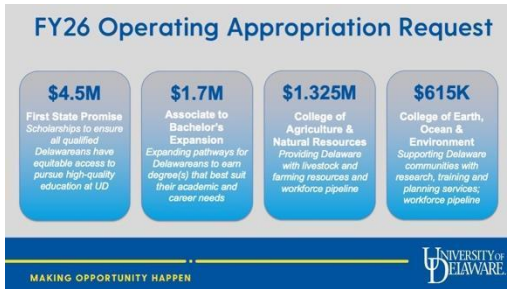 FY26 Operating Appropriation Request
$4.5M
First State Promise
Scholarships to ensure
all qualified
Delawareans have
equitable access to
pursue high-quality
education at UD
$1.7M
Associate to
Bachelor's
Expansion
Expanding pathways for
Delawareans to earn
degree(s) that best suit
their academic and
career needs
$1.325M
College of
Agriculture &
Natural Resources
Providing Delaware
with livestock and
farming resources and
workforce pipeline
$615K
College of Earth,
Ocean &
Environment
Supporting Delaware
communities with
research, training and
planning services;
workforce pipeline
MAKING OPPORTUNITY HAPPEN
UNIVERSITY OF
DELAWARE.